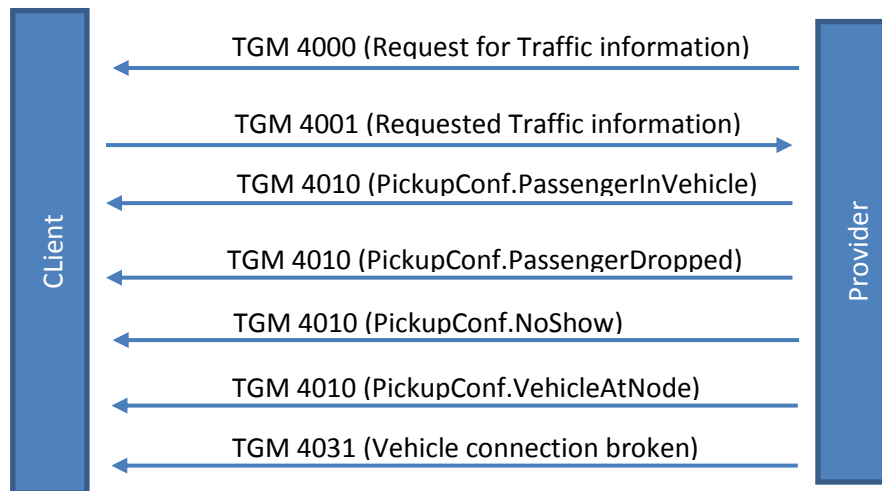 TGM 4000 (Request for Traffic information)
TGM 4001 (Requested Traffic information)
TGM 4010 (PickupConf.PassengerInVehicle)
TGM 4010 (PickupConf.PassengerDropped)
TGM 4010 (PickupConf.NoShow)
TGM 4010 (PickupConf.VehicleAtNode)
TGM 4031 (Vehicle connection broken)
CLient
Provider